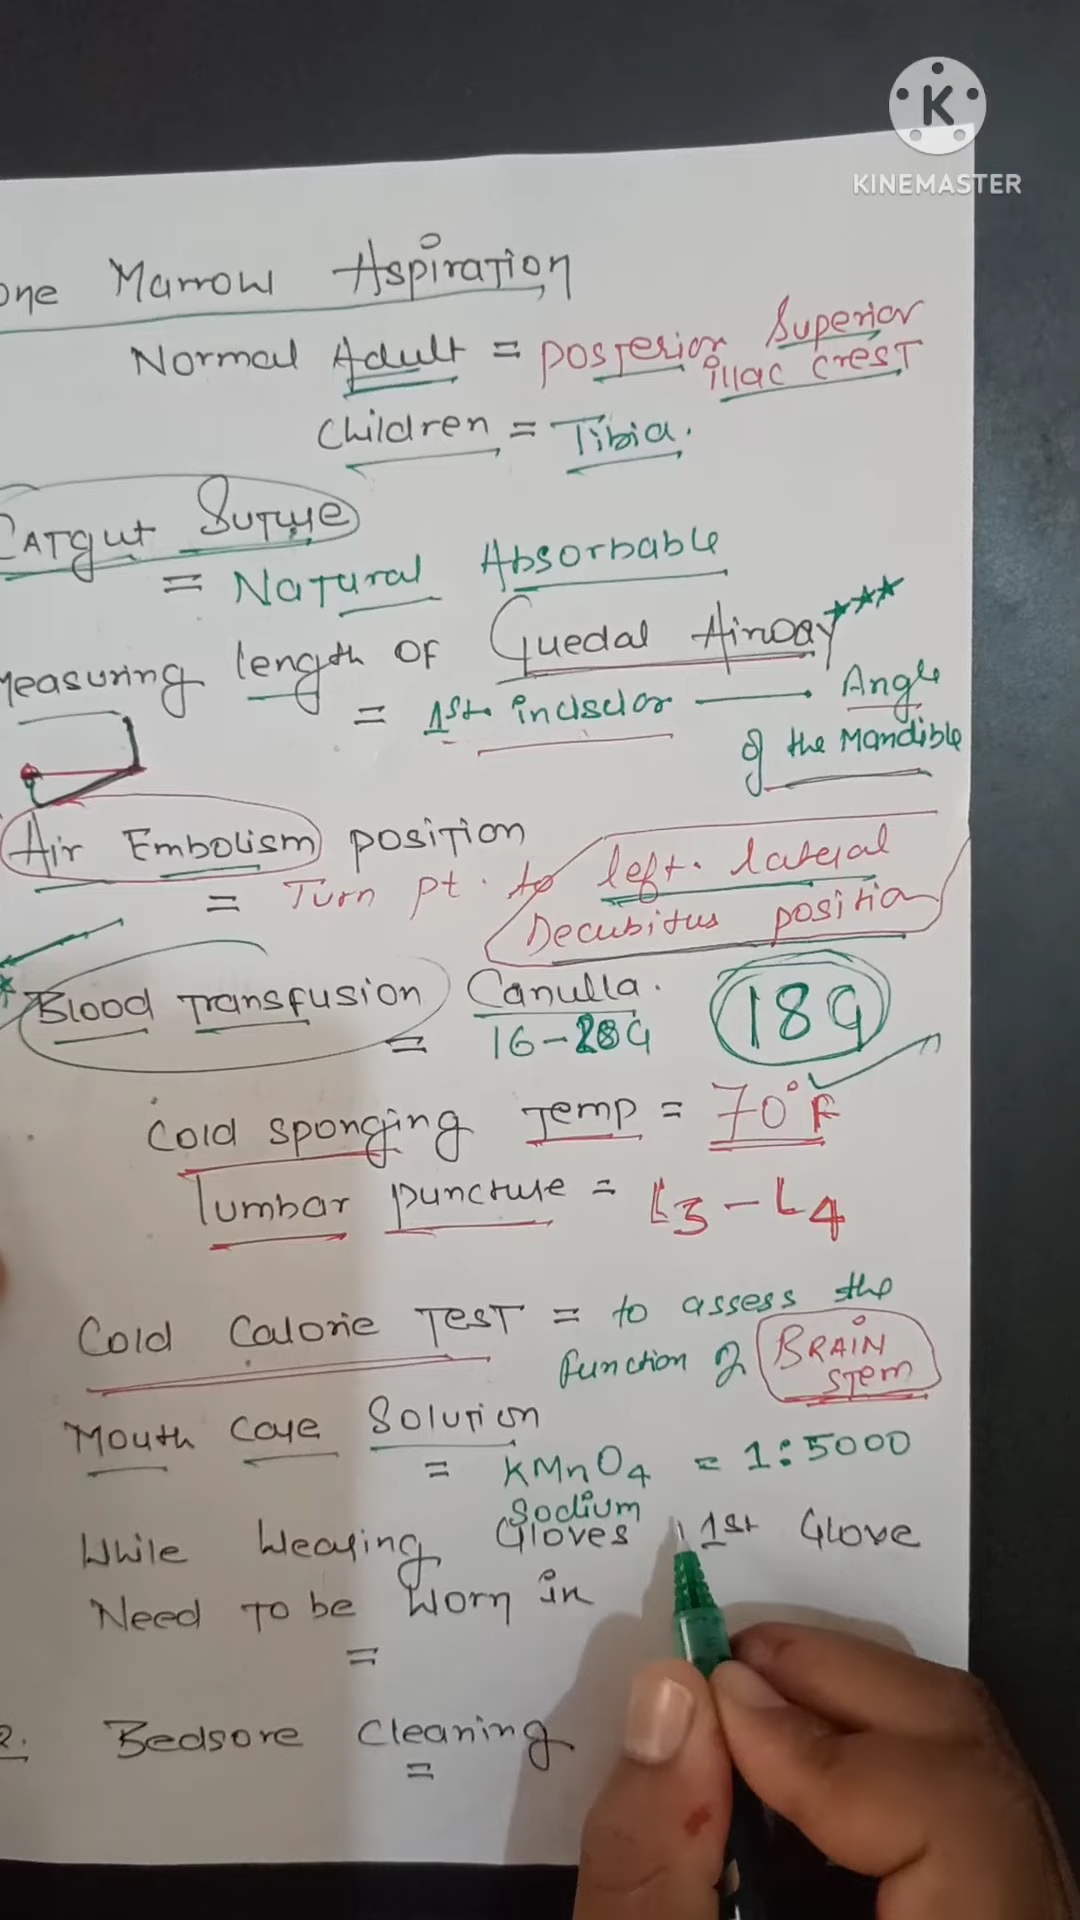 K
KINEMASTER
one Marrow Aspiration
Normal Adult = Posterior Superior
illac crest
children = Tibia.
CATgut Suture
= Natural Absorbable
Measuring length of Guedal Airway ***
= 1st incisior — Angle
of the Mandible
Air Embolism position
= Turn pt. to left. lateral
Decubitus position
* Blood Transfusion Canulla.
= 16-18G 18G
Cold sponging Temp = 70°F
lumbar puncture = L3-L4
Cold Calorie Test = to assess the
function of BRAIN
STEM
Mouth Care Solution
= KMnO4 = 1:5000
Sodium
While Wearing Gloves 1st Glove
Need to be Worn in
=
2. Bedsore Cleaning
=